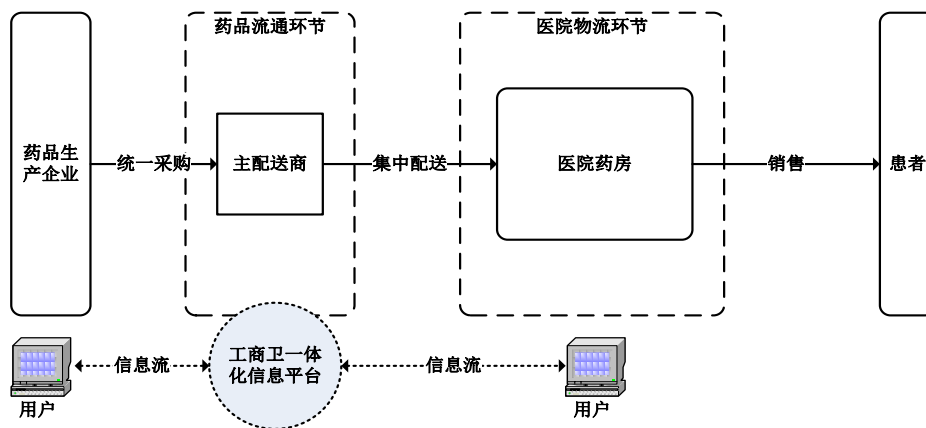 药品流通环节
医院物流环节
药品生
产企业
统一采购
主配送商
集中配送
医院药房
销售
患者
信息流
工商卫一体
化信息平台
信息流
用户
用户